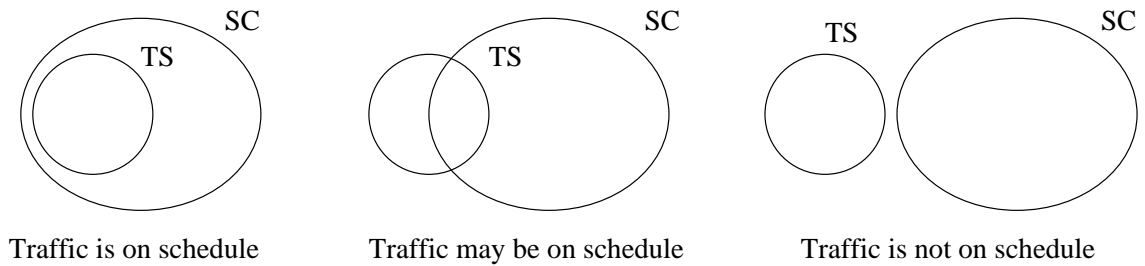 SC
TS
Traffic is on schedule
SC
TS
Traffic may be on schedule
TS
SC
Traffic is not on schedule